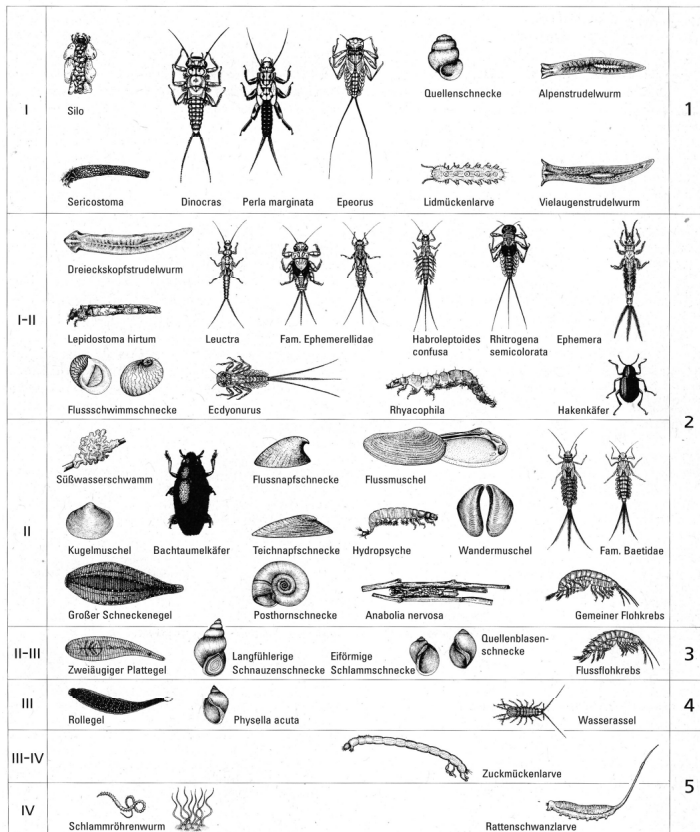 I
1
Silo
Quellenschnecke
Alpenstrudelwurm
Sericostoma
Dinocras
Perla marginata
Epeorus
Lidmückenlarve
Vielaugenstrudelwurm
I-II
Dreieckskopfstrudelwurm
Lepidostoma hirtum
Leuctra
Fam. Ephemerellidae
Habroleptoides
confusa
Rhitrogena
semicolorata
Ephemera
Flussschwimmschnecke
Ecdyonurus
Rhyacophila
Hakenkäfer
2
II
Süßwasserschwamm
Flussnapfschnecke
Flussmuschel
Kugelmuschel
Bachtaumelkäfer
Teichnapfschnecke
Hydropsyche
Wandermuschel
Fam. Baetidae
Großer Schneckenegel
Posthornschnecke
Anabolia nervosa
Gemeiner Flohkrebs
II-III
Zweiäugiger Plattegel
Langfühlerige
Schnauzenschnecke
Eiförmige
Schlammschnecke
Quellenblasen-
schnecke
Flussflohkrebs
3
III
Rollegel
Physella acuta
Wasserassel
4
III-IV
Zuckmückenlarve
5
IV
Schlammröhrenwurm
Rattenschwanzlarve